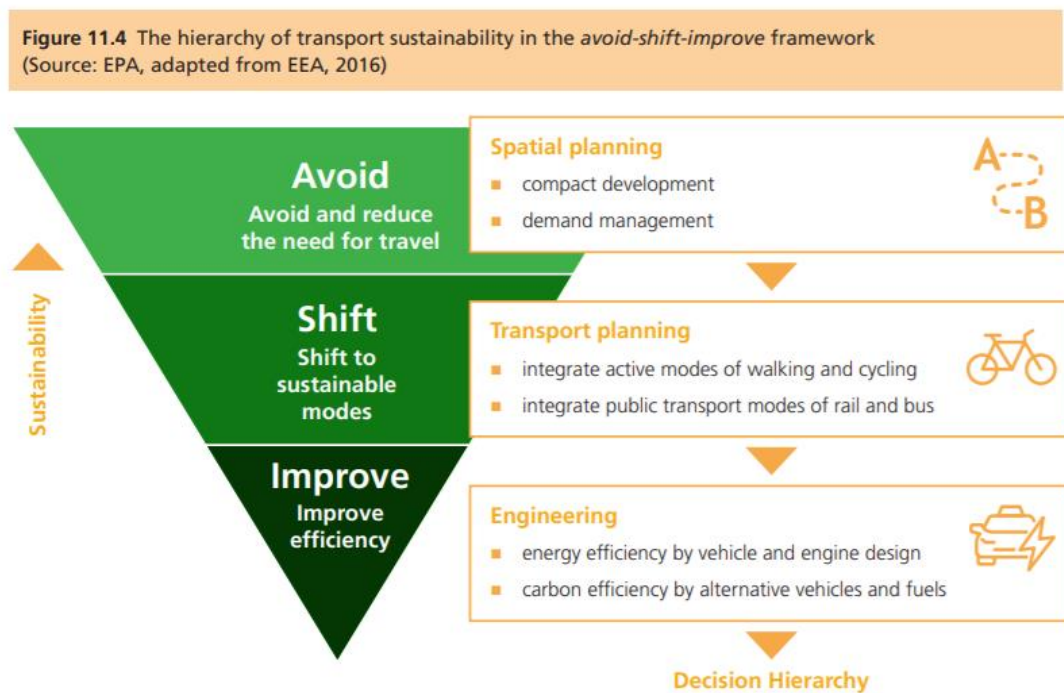 Figure 11.4 The hierarchy of transport sustainability in the avoid-shift-improve framework
(Source: EPA, adapted from EEA, 2016)
Sustainability
Avoid
Avoid and reduce
the need for travel
Spatial planning
compact development
demand management
A
B
Shift
Shift to
sustainable
modes
Transport planning
integrate active modes of walking and cycling
integrate public transport modes of rail and bus
Improve
Improve
efficiency
Engineering
energy efficiency by vehicle and engine design
carbon efficiency by alternative vehicles and fuels
Decision Hierarchy